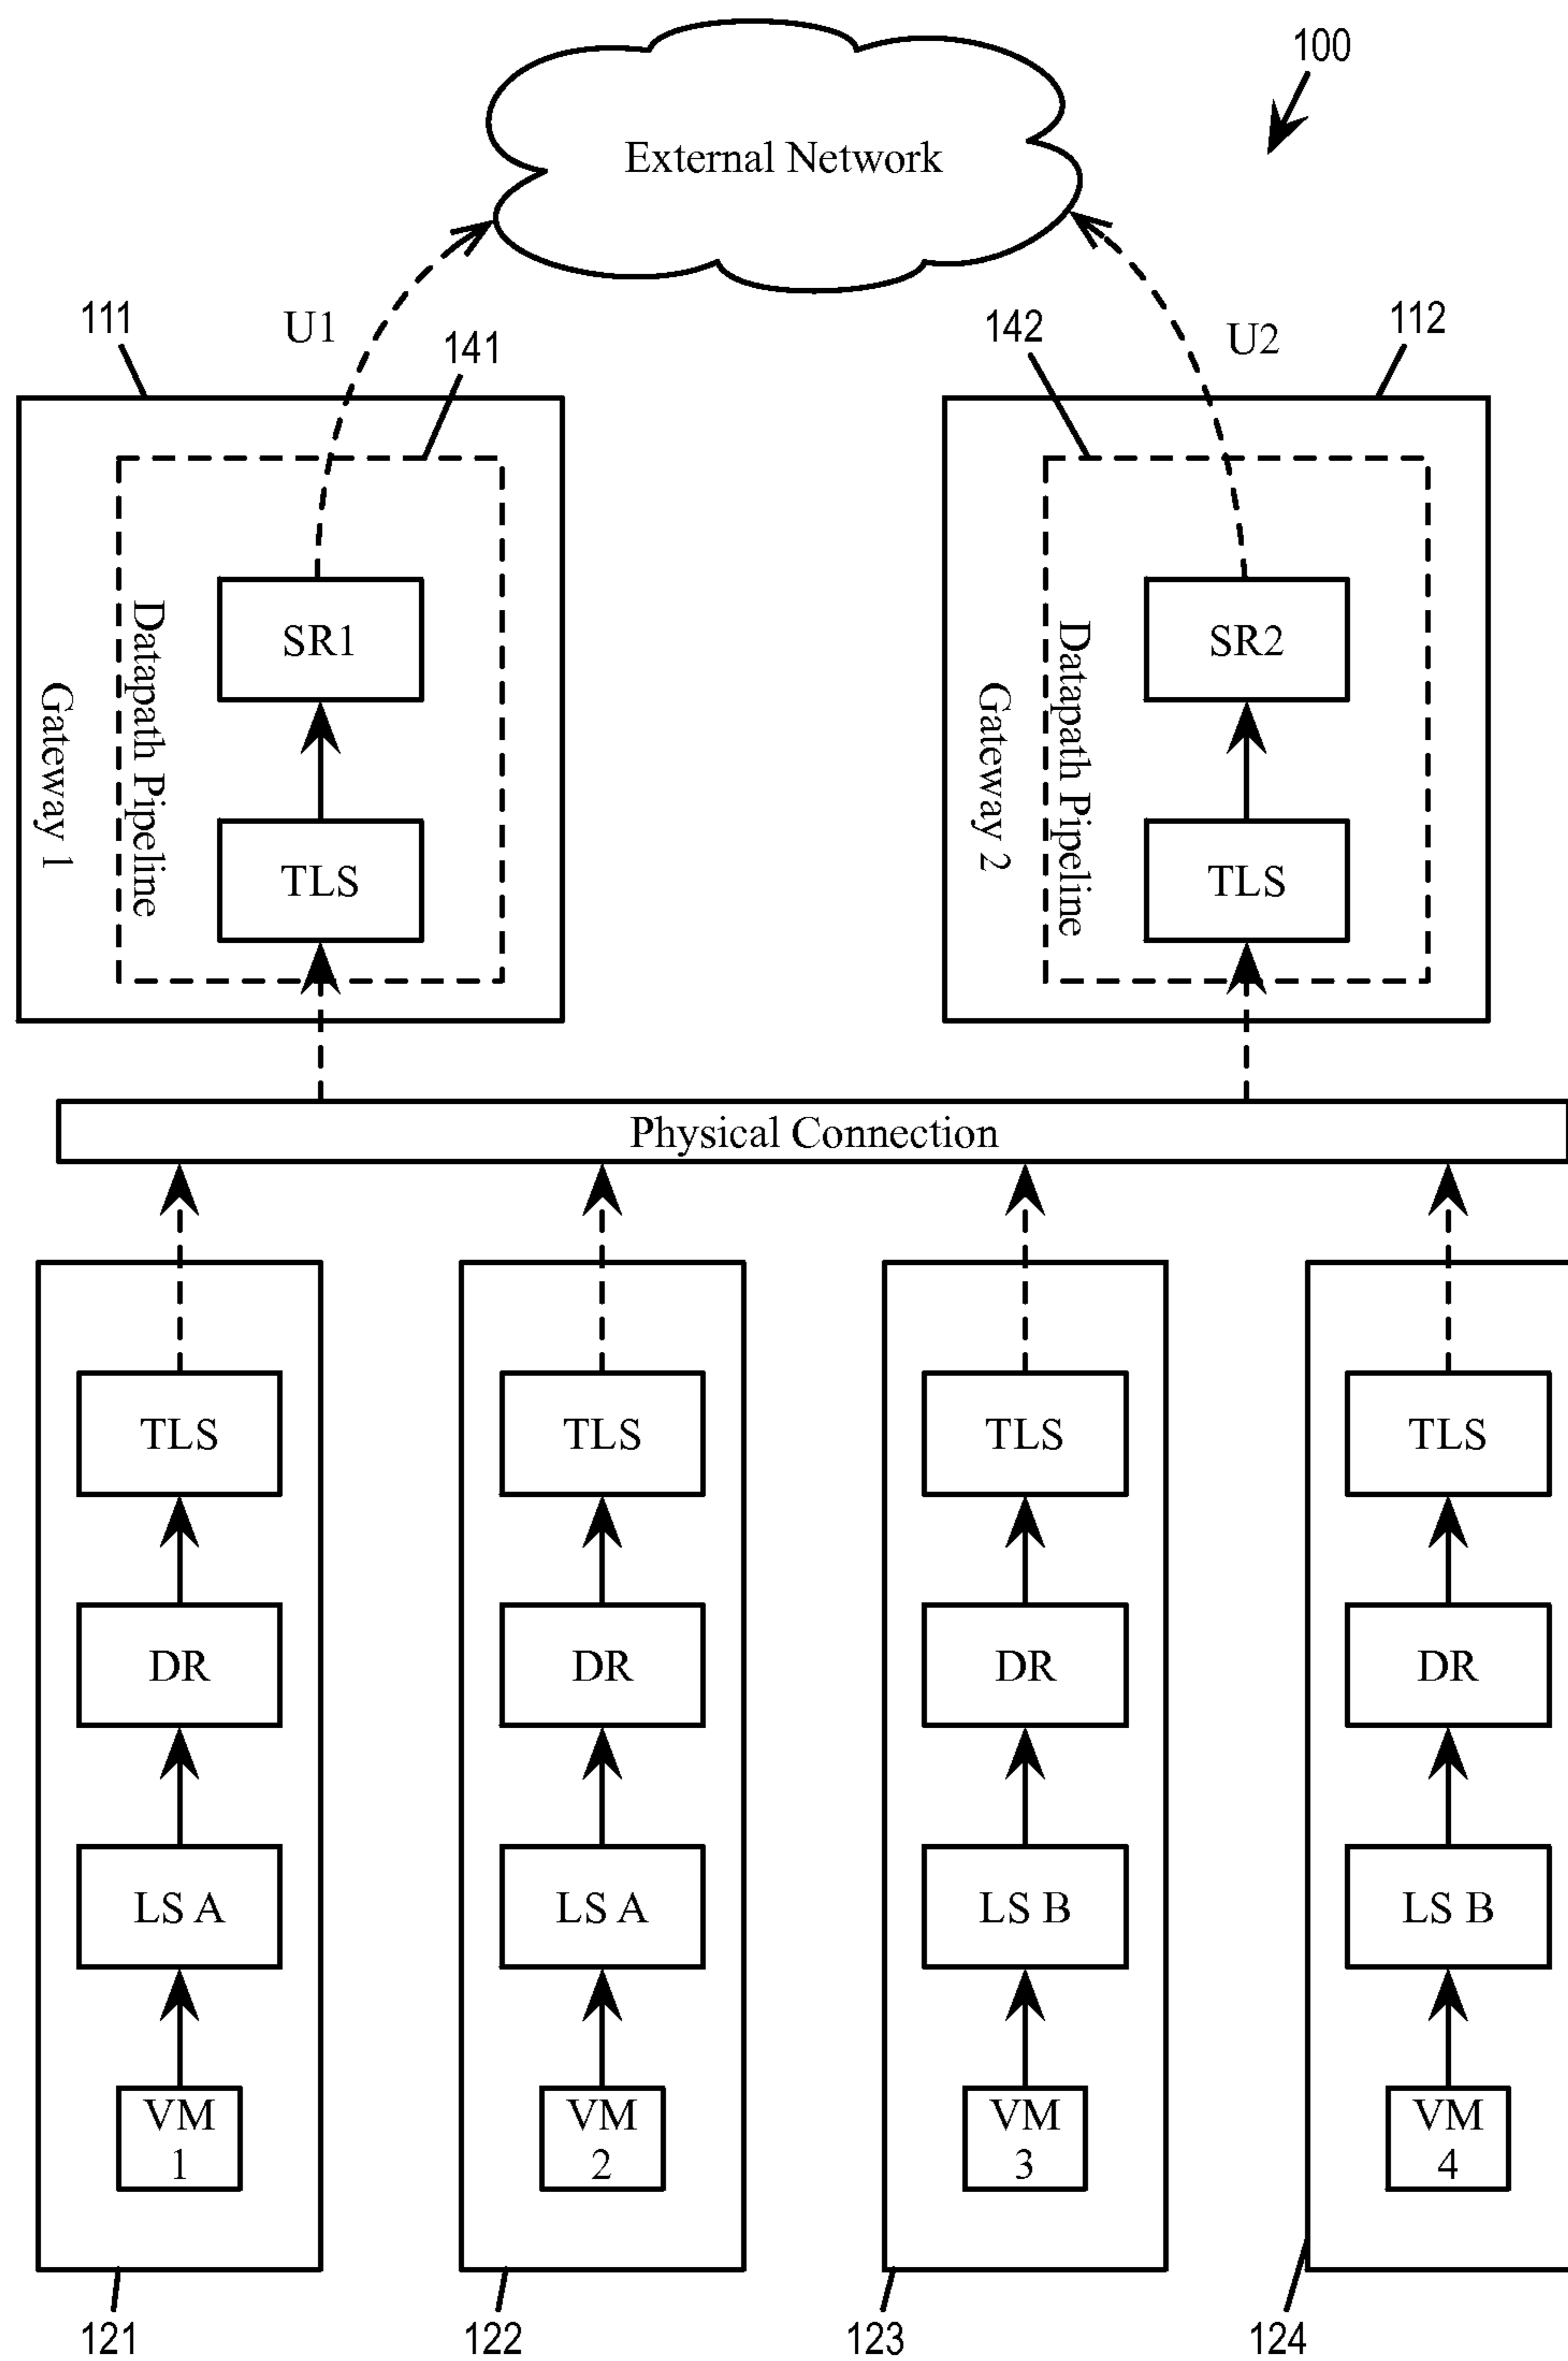 100
External Network
111
U1
141
142
U2
112
SR1
SR2
Datapath Pipeline
Gateway 1
Datapath Pipeline
Gateway 2
TLS
TLS
Physical Connection
TLS
TLS
TLS
TLS
DR
DR
DR
DR
LS A
LS A
LS B
LS B
VM
1
VM
2
VM
3
VM
4
121
122
123
124